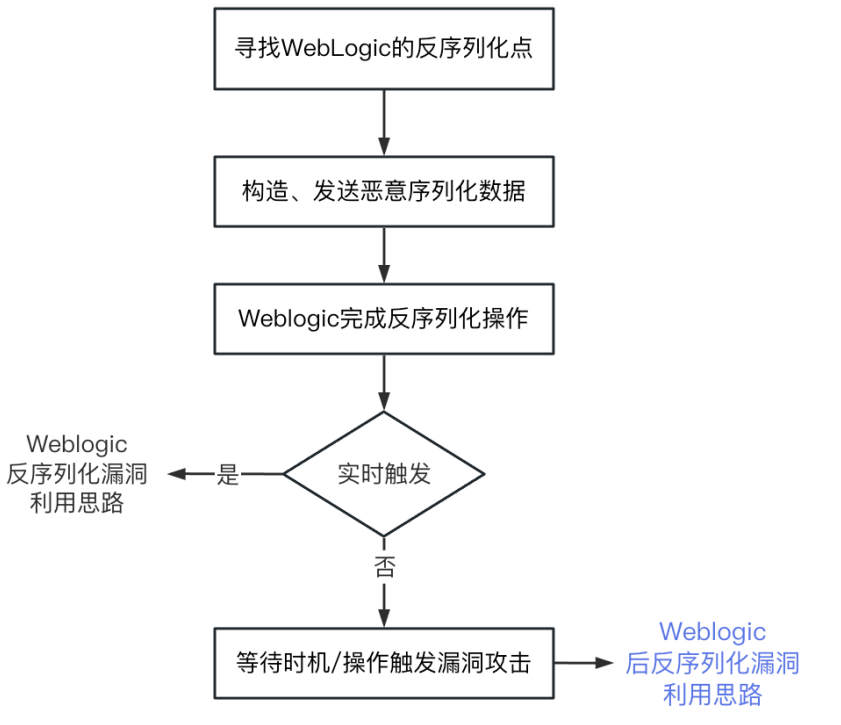 寻找WebLogic的反序列化点
构造、发送恶意序列化数据
Weblogic完成反序列化操作
实时触发
是
Weblogic
反序列化漏洞
利用思路
否
等待时机/操作触发漏洞攻击
Weblogic
后反序列化漏洞
利用思路